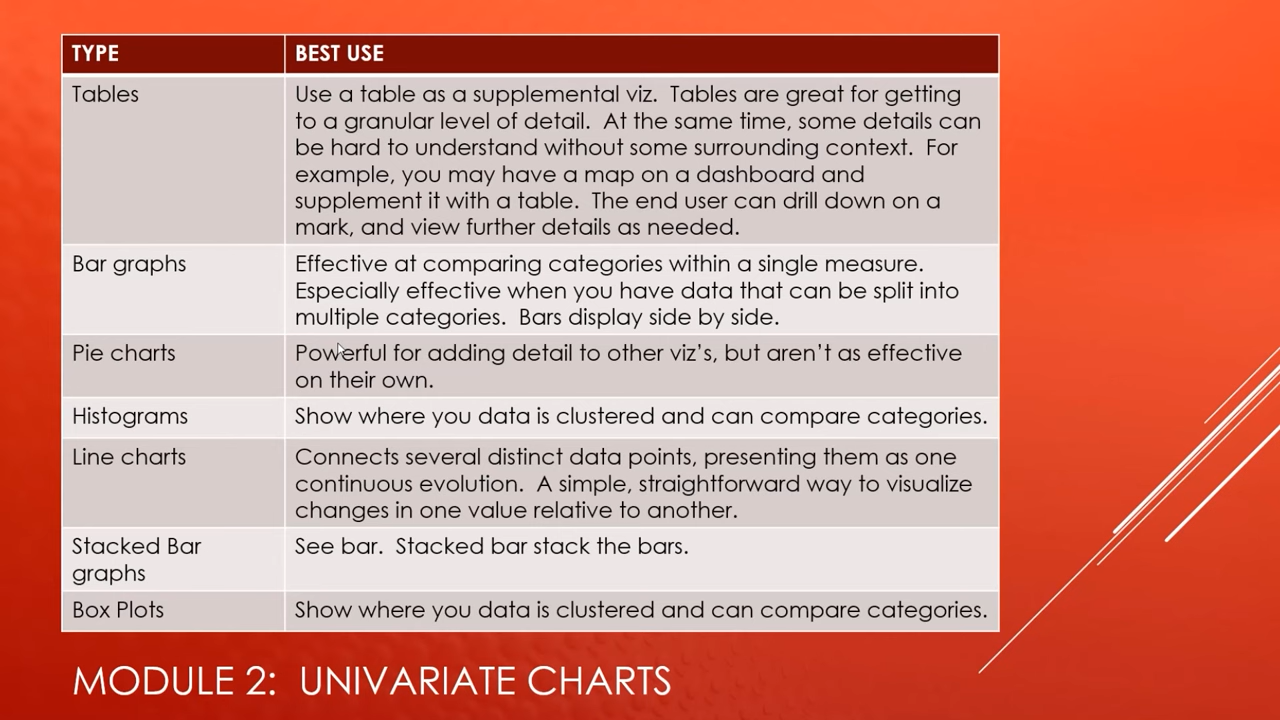 TYPE
BEST USE
Tables
Use a table as a supplemental viz.  Tables are great for getting
to a granular level of detail.  At the same time, some details can
be hard to understand without some surrounding context.  For
example, you may have a map on a dashboard and
supplement it with a table.  The end user can drill down on a
mark, and view further details as needed.
Bar graphs
Effective at comparing categories within a single measure.
Especially effective when you have data that can be split into
multiple categories.  Bars display side by side.
Pie charts
Powerful for adding detail to other viz’s, but aren’t as effective
on their own.
Histograms
Show where you data is clustered and can compare categories.
Line charts
Connects several distinct data points, presenting them as one
continuous evolution.  A simple, straightforward way to visualize
changes in one value relative to another.
Stacked Bar
graphs
See bar.  Stacked bar stack the bars.
Box Plots
Show where you data is clustered and can compare categories.
MODULE 2:  UNIVARIATE CHARTS